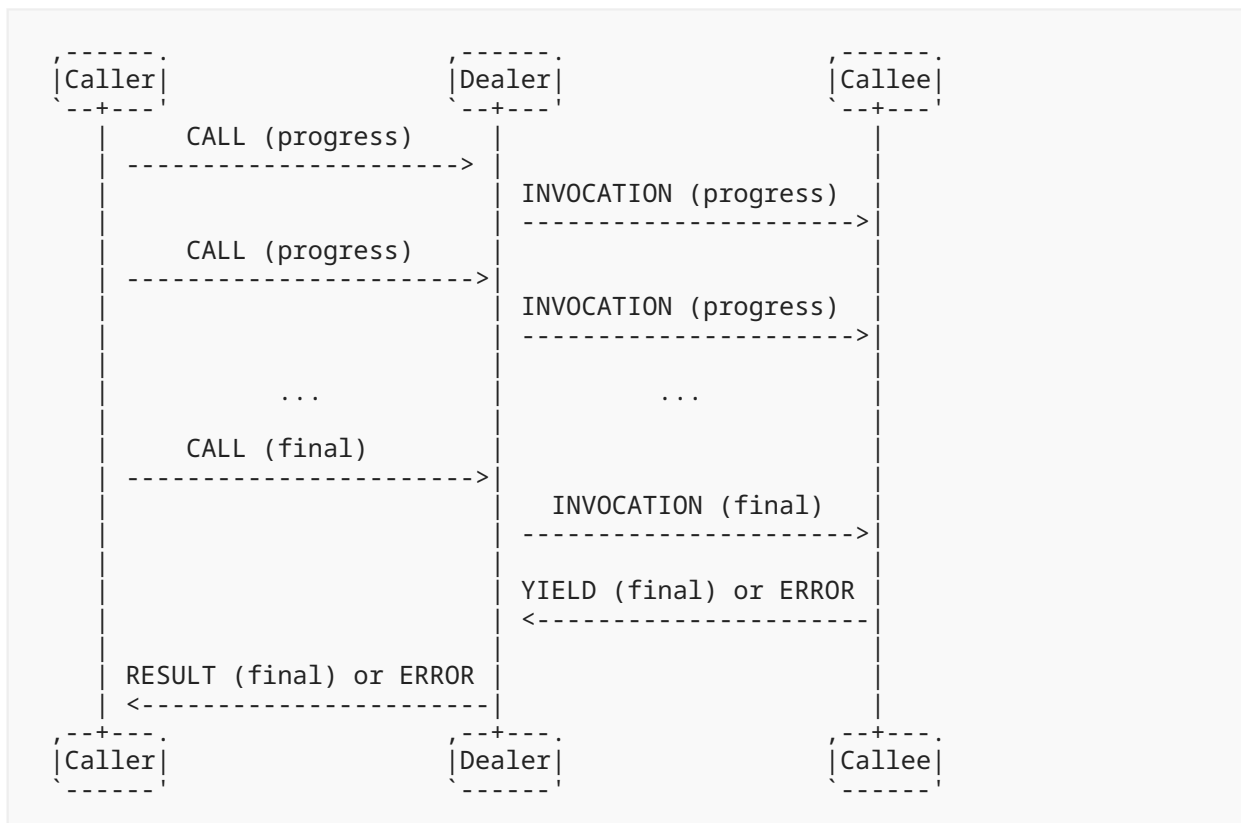 ,------.          ,------.          ,------.
|Caller|          |Dealer|          |Callee|
`--+---'          `--+---'          `--+---'
CALL (progress)
---------------------->
INVOCATION (progress)
---------------------->
CALL (progress)
----------------------->
INVOCATION (progress)
---------------------->
...          ...
CALL (final)
----------------------->
INVOCATION (final)
---------------------->
YIELD (final) or ERROR
<----------------------
RESULT (final) or ERROR
<-----------------------
,--+---.          ,--+---.          ,--+---.
|Caller|          |Dealer|          |Callee|
`------'          `------'          `------'